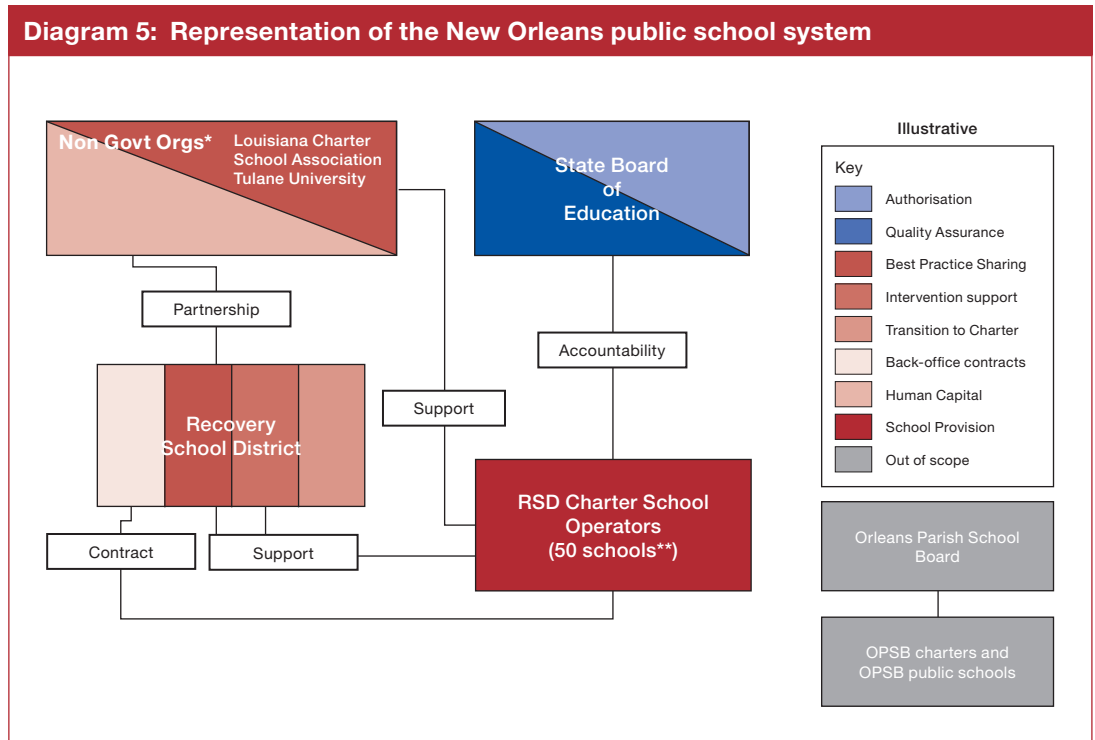 Diagram 5: Representation of the New Orleans public school system
Non Govt Orgs*
Louisiana Charter
School Association
Tulane University
State Board
of
Education
Partnership
Accountability
Recovery
School District
Support
RSD Charter School
Operators
(50 schools**)
Contract
Support
Illustrative
Key
Authorisation
Quality Assurance
Best Practice Sharing
Intervention support
Transition to Charter
Back-office contracts
Human Capital
School Provision
Out of scope
Orleans Parish School
Board
OPSB charters and
OPSB public schools